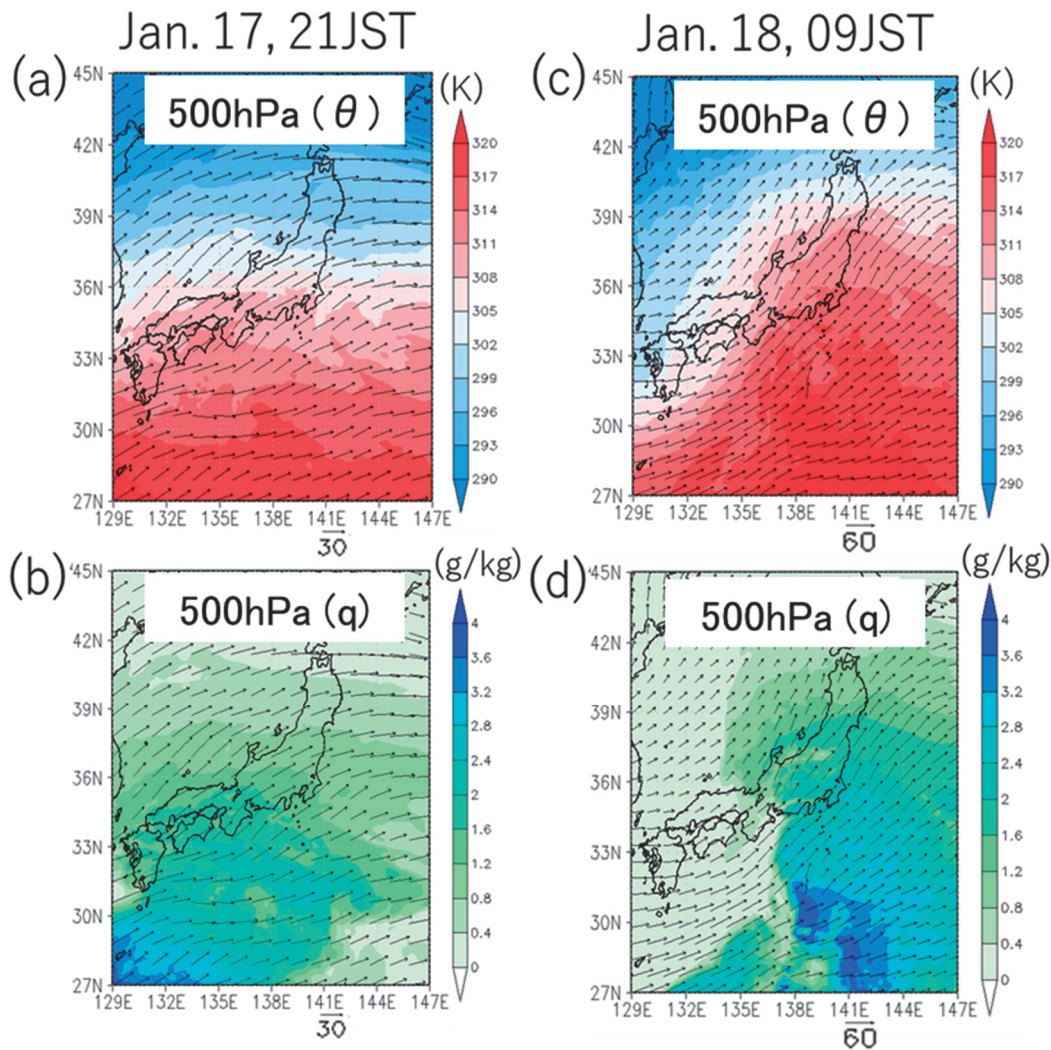 Jan. 17, 21JST
Jan. 18, 09JST
(a)
500hPa (θ)
(K)
45N
42N
39N
36N
33N
30N
27N
129E 132E 135E 138E 141E 144E 147E
30
320
317
314
311
308
305
302
299
296
293
290
(c)
500hPa (θ)
(K)
45N
42N
39N
36N
33N
30N
27N
129E 132E 135E 138E 141E 144E 147E
60
320
317
314
311
308
305
302
299
296
293
290
(b)
500hPa (q)
(g/kg)
45N
42N
39N
36N
33N
30N
27N
129E 132E 135E 138E 141E 144E 147E
30
4
3.6
3.2
2.8
2.4
2
1.6
1.2
0.8
0.4
0
(d)
500hPa (q)
(g/kg)
45N
42N
39N
36N
33N
30N
27N
129E 132E 135E 138E 141E 144E 147E
60
4
3.6
3.2
2.8
2.4
2
1.6
1.2
0.8
0.4
0